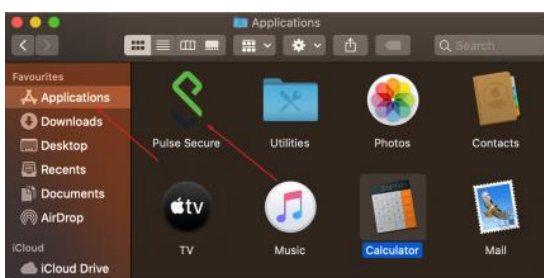 Applications
Search
Favourites
Applications
Downloads
Desktop
Recents
Documents
AirDrop
iCloud
iCloud Drive
Pulse Secure
Utilities
Photos
Contacts
tv
TV
Music
Calculator
Mail